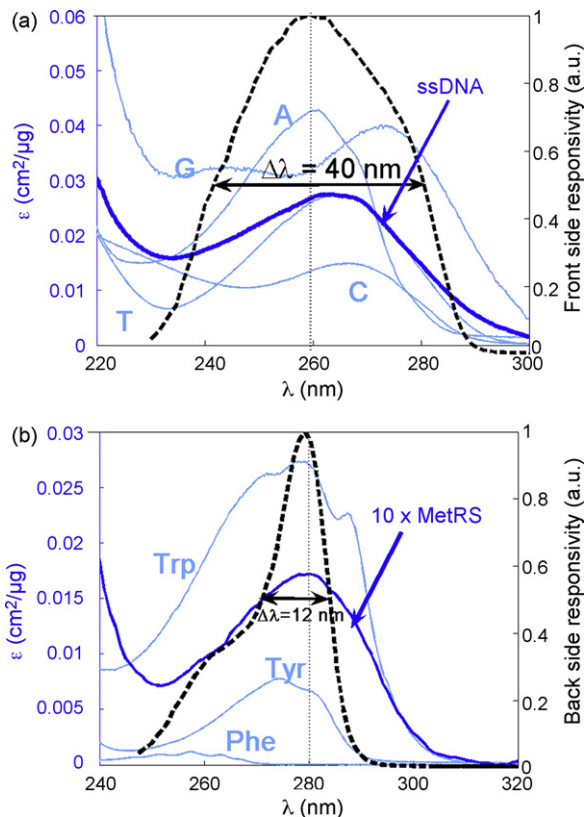 (a)
0.06
0.05
0.04
0.03
0.02
0.01
0
ε (cm²/µg)
1
0.8
0.6
0.4
0.2
0
Front side responsivity (a.u.)
ssDNA
A
G
Δλ = 40 nm
T
C
220 240 260 280 300
λ (nm)
(b)
0.03
0.025
0.02
0.015
0.01
0.005
0
ε (cm²/µg)
1
0.8
0.6
0.4
0.2
0
Back side responsivity (a.u.)
10 x MetRS
Trp
Δλ=12 nm
Tyr
Phe
240 260 280 300 320
λ (nm)